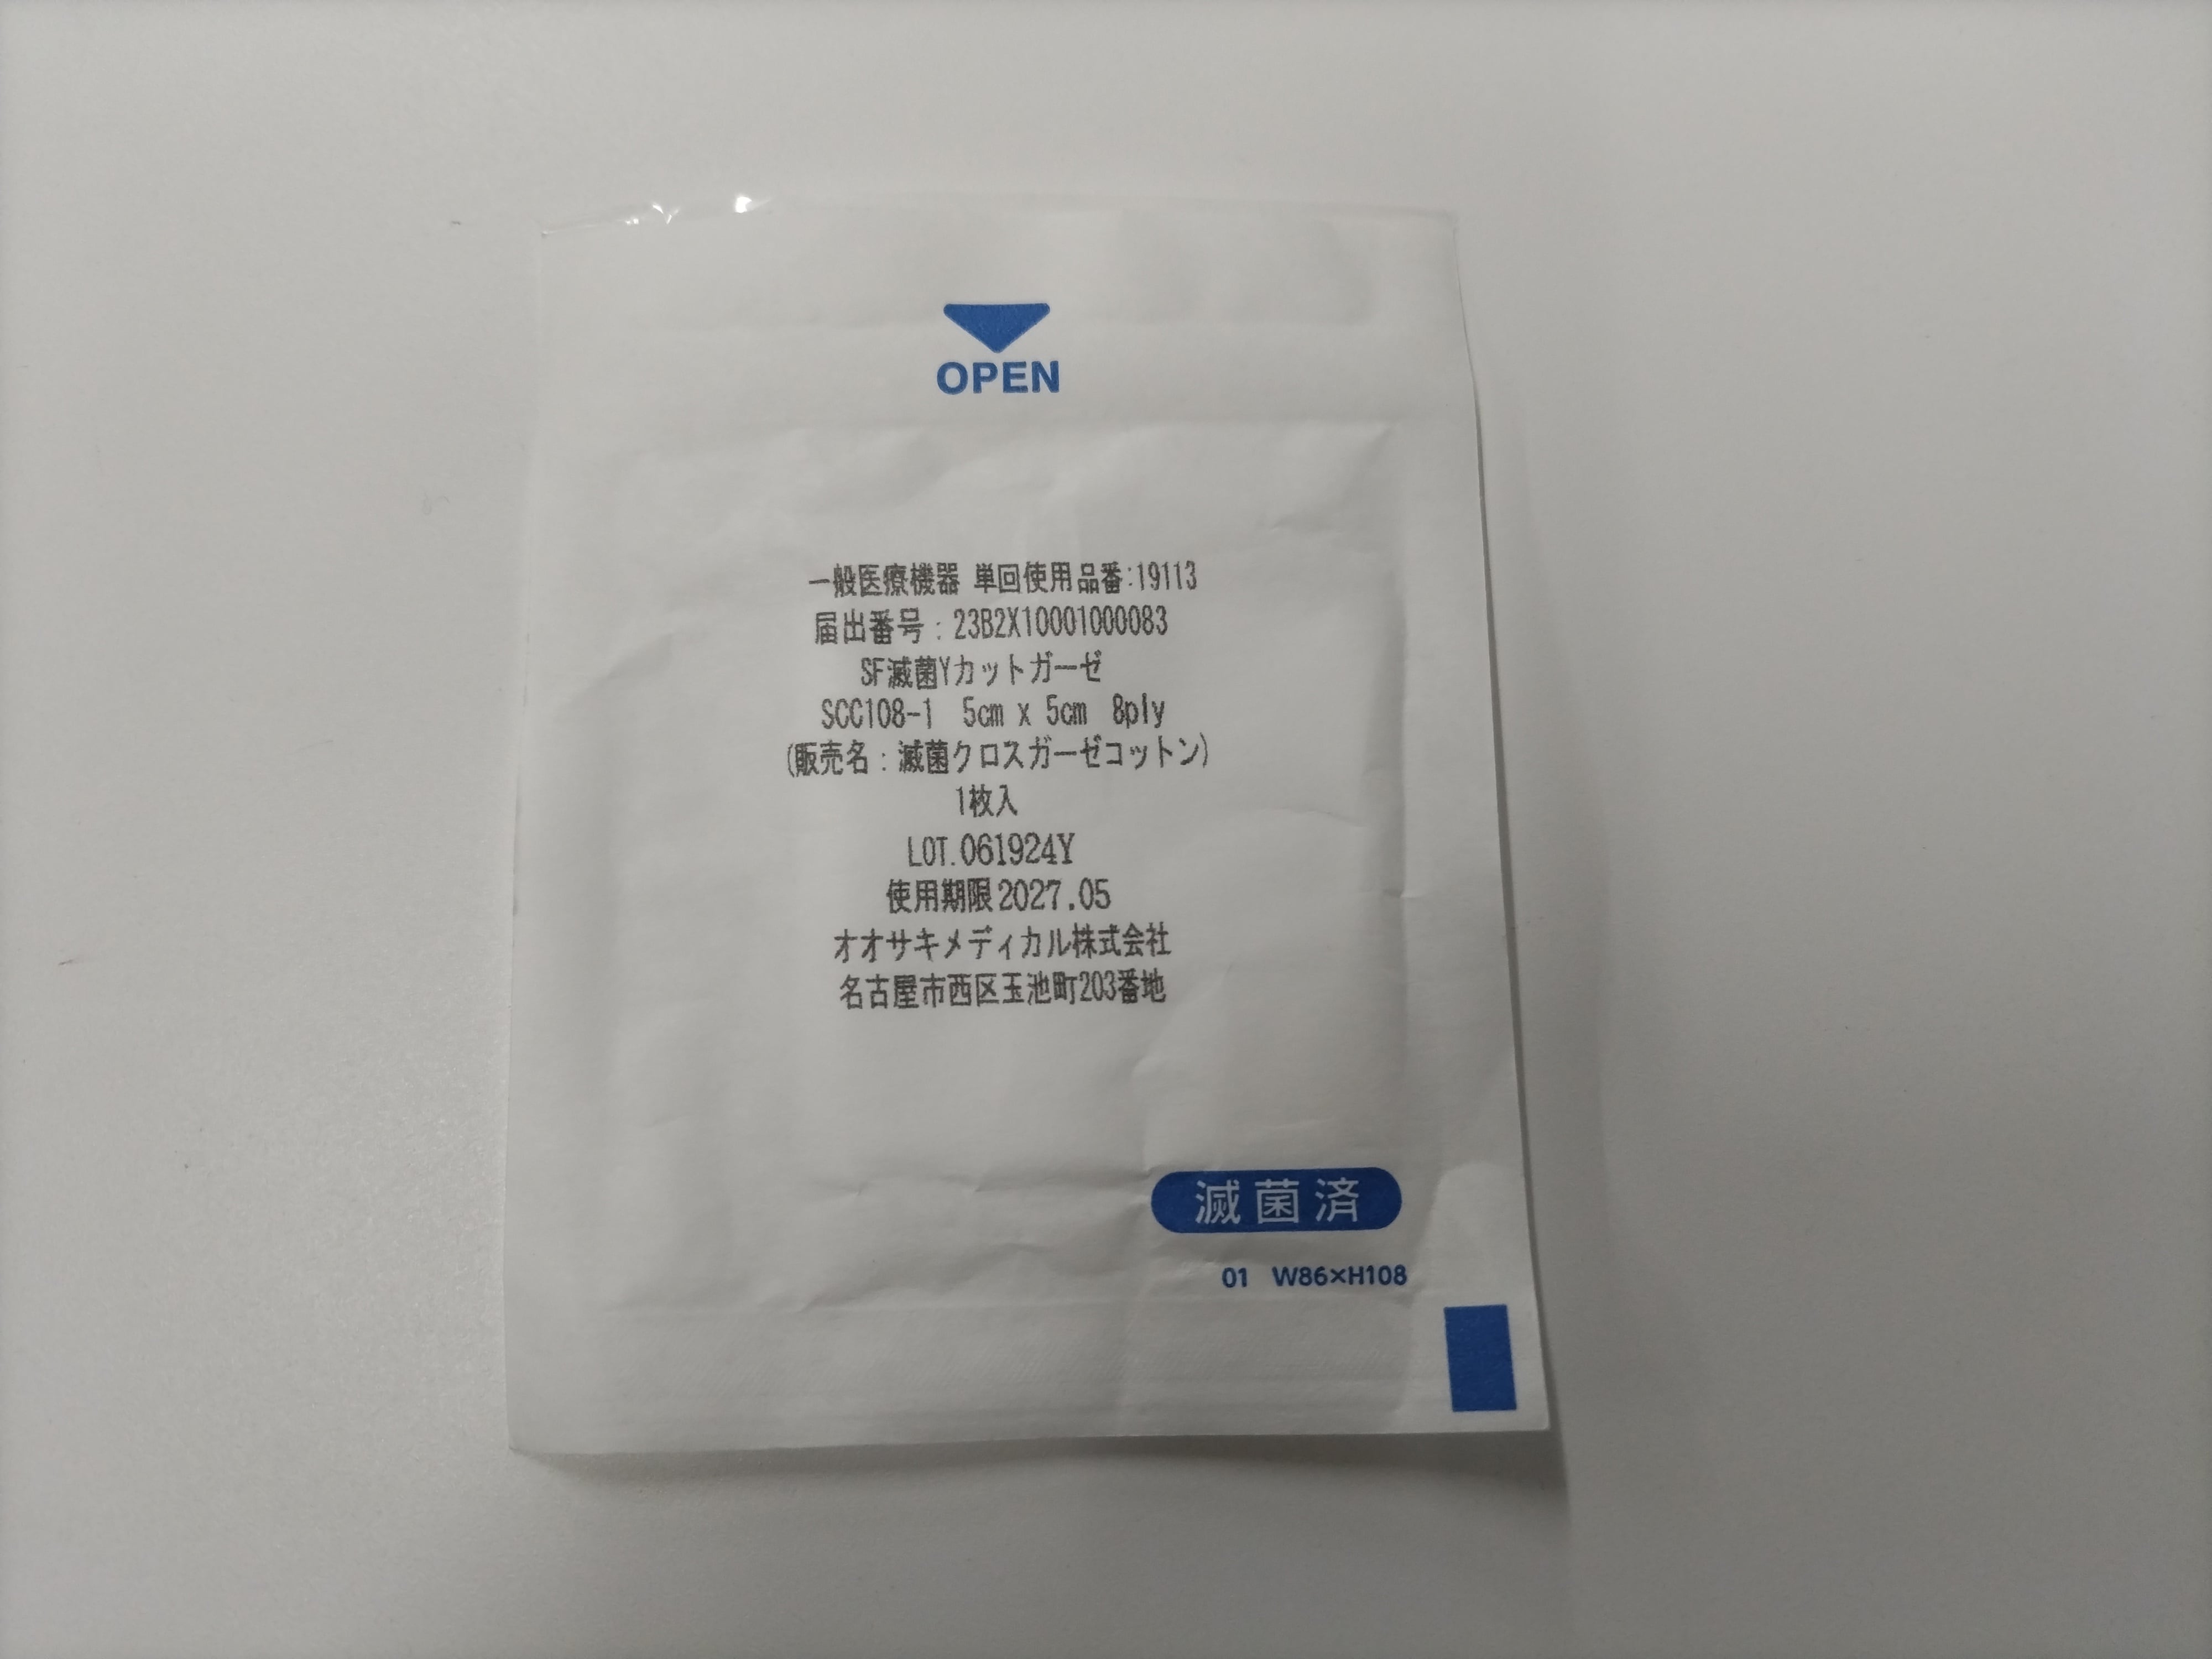 OPEN
一般医療機器 単回使用 品番:19113
届出番号:23B2X10001000083
SF滅菌Yカットガーゼ
SCC108-1 5cm x 5cm 8ply
(販売名:滅菌クロスガーゼコットン)
1枚入
LOT.061924Y
使用期限2027.05
オオサキメディカル株式会社
名古屋市西区玉池町203番地
滅菌済
01 W86×H108